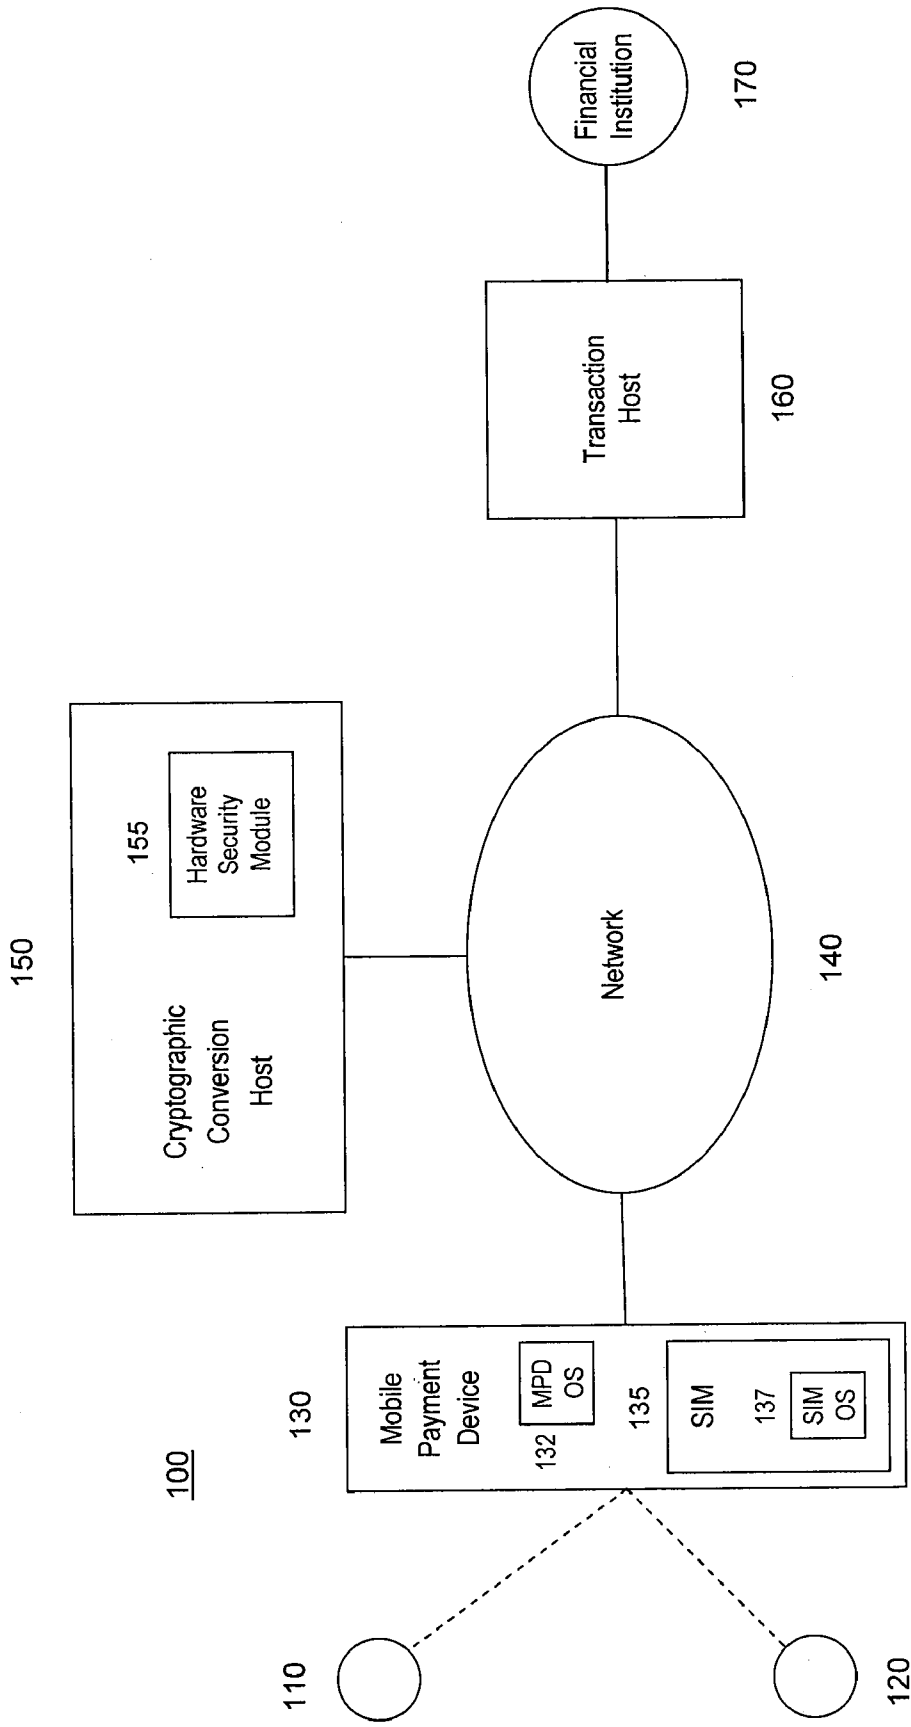 100
110
120
130
Mobile
Payment
Device
132
MPD
OS
135
SIM
137
SIM
OS
150
Cryptographic
Conversion
Host
155
Hardware
Security
Module
Network
140
Transaction
Host
160
Financial
Institution
170